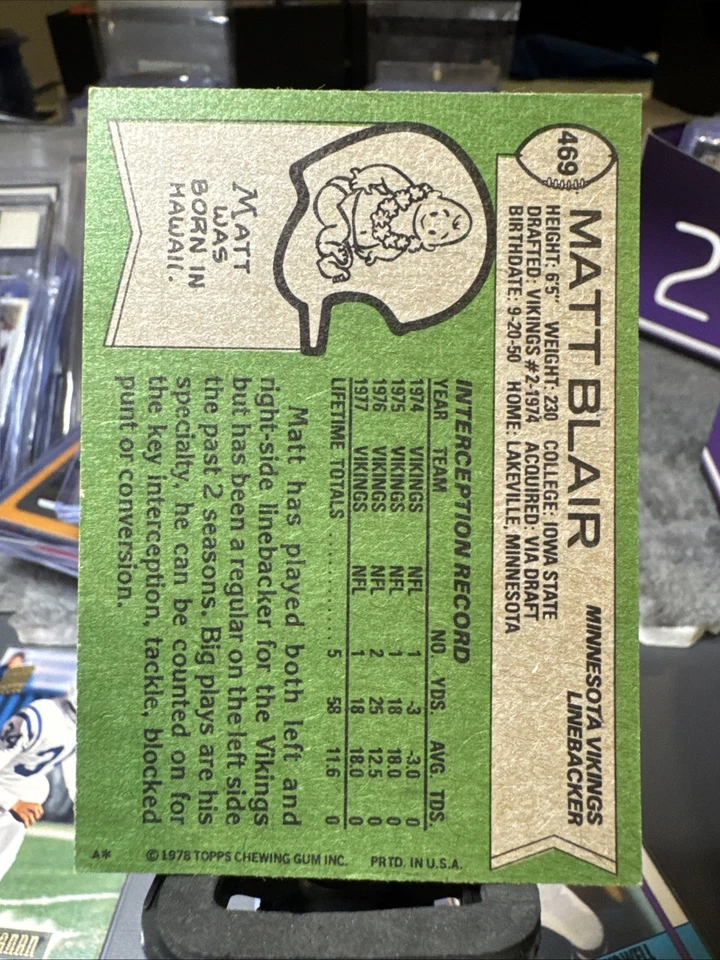 469
MATT BLAIR
MINNESOTA VIKINGS
LINEBACKER
HEIGHT: 6'5" WEIGHT: 230 COLLEGE: IOWA STATE
DRAFTED: VIKINGS #2-1974 ACQUIRED: VIA DRAFT
BIRTHDATE: 9-20-50 HOME: LAKEVILLE, MINNESOTA
MATT
WAS
BORN IN
HAWAII.
INTERCEPTION RECORD
YEAR TEAM NO. YDS. AVG. TDS.
1974 VIKINGS NFL 1 -3 -3.0 0
1975 VIKINGS NFL 1 18 18.0 0
1976 VIKINGS NFL 2 25 12.5 0
1977 VIKINGS NFL 1 18 18.0 0
LIFETIME TOTALS .......... 5 58 11.6 0
Matt has played both left and
right-side linebacker for the Vikings
but has been a regular on the left side
the past 2 seasons. Big plays are his
specialty, he can be counted on for
the key interception, tackle, blocked
punt or conversion.
A* ©1978 TOPPS CHEWING GUM INC. PRTD. IN U.S.A.
2
34
3